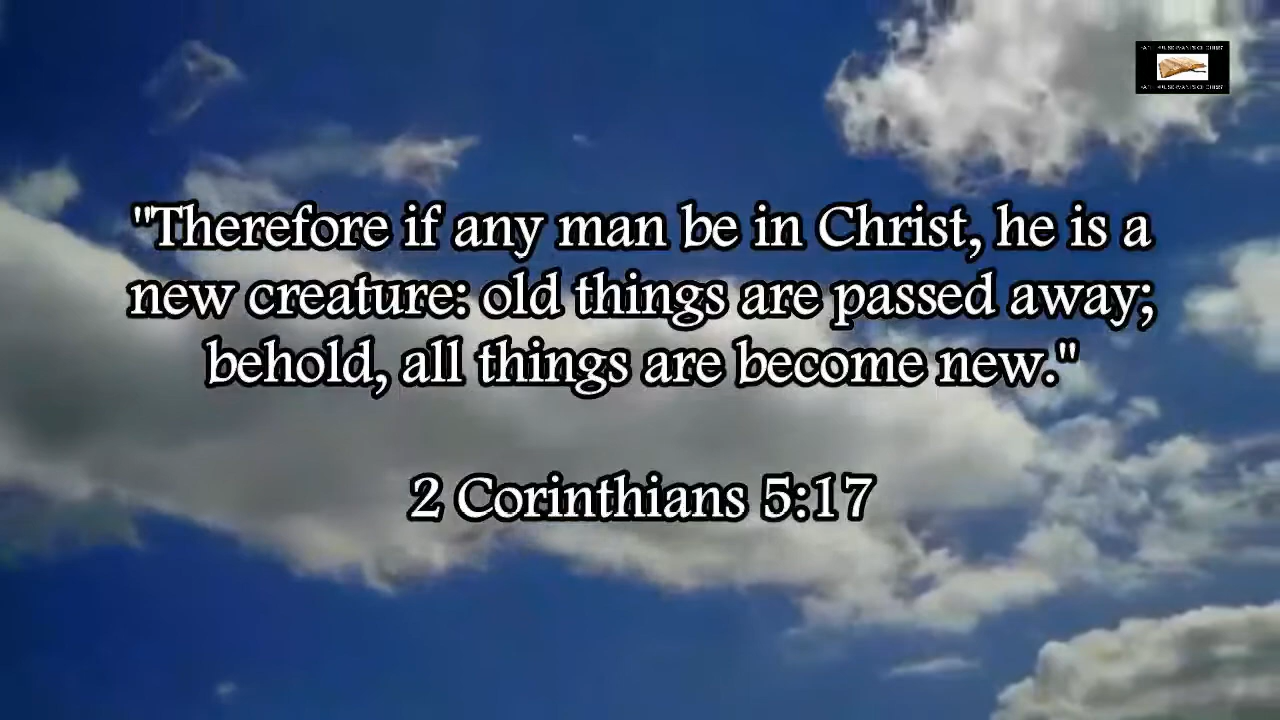 "Therefore if any man be in Christ, he is a
new creature: old things are passed away;
behold, all things are become new."
2 Corinthians 5:17